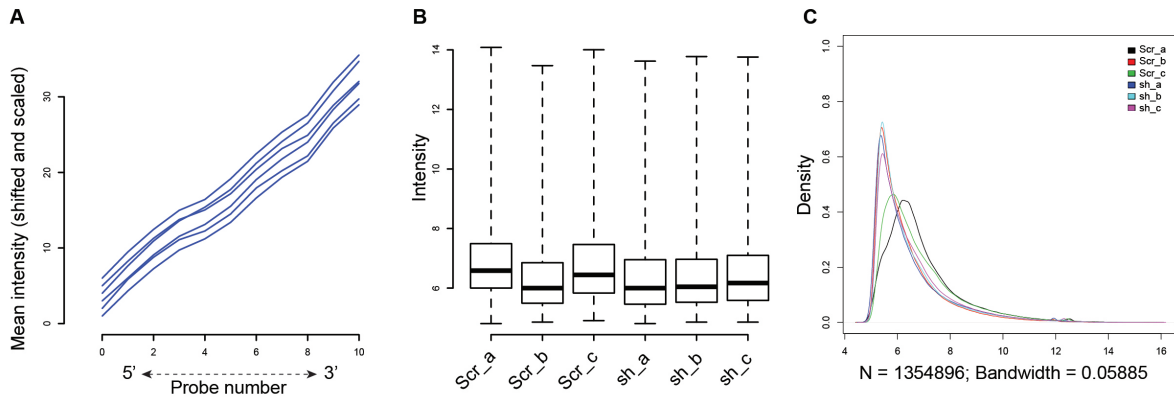 A
Mean intensity (shifted and scaled)
30
20
10
0
0 2 4 6 8 10
5’ 3’
Probe number
B
Intensity
14
12
10
8
6
Scr_a Scr_b Scr_c sh_a sh_b sh_c
C
Density
1.0
0.8
0.6
0.4
0.2
0.0
Scr_a
Scr_b
Scr_c
sh_a
sh_b
sh_c
4 6 8 10 12 14 16
N = 1354896; Bandwidth = 0.05885